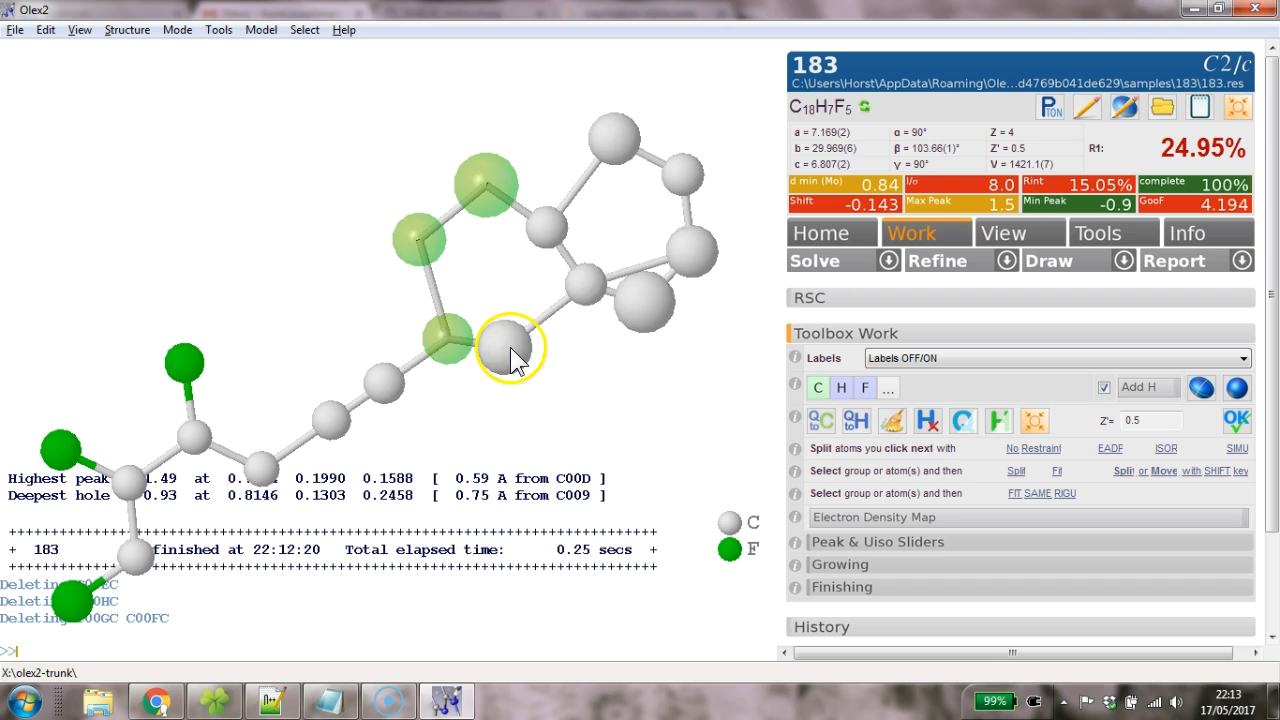 Olex2
File Edit View Structure Mode Tools Model Select Help
183 C2/c
C:\Users\Horst\AppData\Roaming\Ole...d4769b041de629\samples\183\183.res
C18H7F5
a = 7.169(2) α = 90° Z = 4
b = 29.969(6) β = 103.66(1)° Z' = 0.5 R1: 24.95%
c = 6.807(2) γ = 90° V = 1421.1(7)
d min (Mo) 0.84 I/σ 8.0 Rint 15.05% complete 100%
Shift -0.143 Max Peak 1.5 Min Peak -0.9 GooF 4.194
Home Work View Tools Info
Solve Refine Draw Report
RSC
Toolbox Work
Labels Labels OFF/ON
C H F ... Add H
Z'= 0.5 OK
Split atoms you click next with No Restraint EADP ISOR SIMU
Select group or atom(s) and then Split Fit Split or Move, with SHIFT key
Select group or atom(s) and then FIT SAME RIGU
Electron Density Map
Peak & Uiso Sliders
Growing
Finishing
History
Highest peak 1.49 at 0.1990 0.1588 [ 0.59 A from C00D ]
Deepest hole 0.93 at 0.8146 0.1303 0.2458 [ 0.75 A from C009 ]
+ 183 finished at 22:12:20 Total elapsed time: 0.25 secs +
Deleting
Deleting
Deleting C00FC
C
F
>>
X:\olex2-trunk\
99% 22:13
17/05/2017